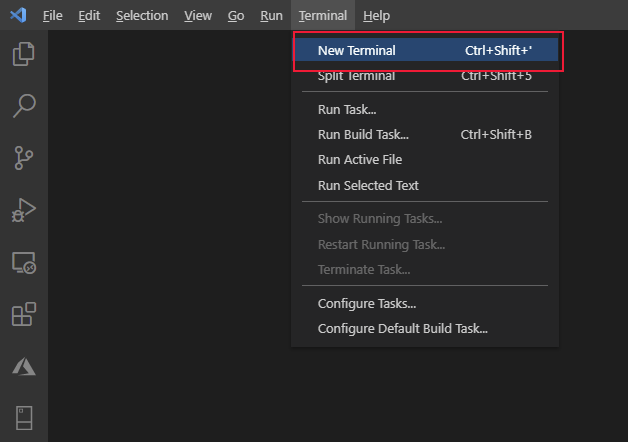 File Edit Selection View Go Run Terminal Help
New Terminal Ctrl+Shift+'
Split Terminal Ctrl+Shift+5
Run Task...
Run Build Task... Ctrl+Shift+B
Run Active File
Run Selected Text
Show Running Tasks...
Restart Running Task...
Terminate Task...
Configure Tasks...
Configure Default Build Task...